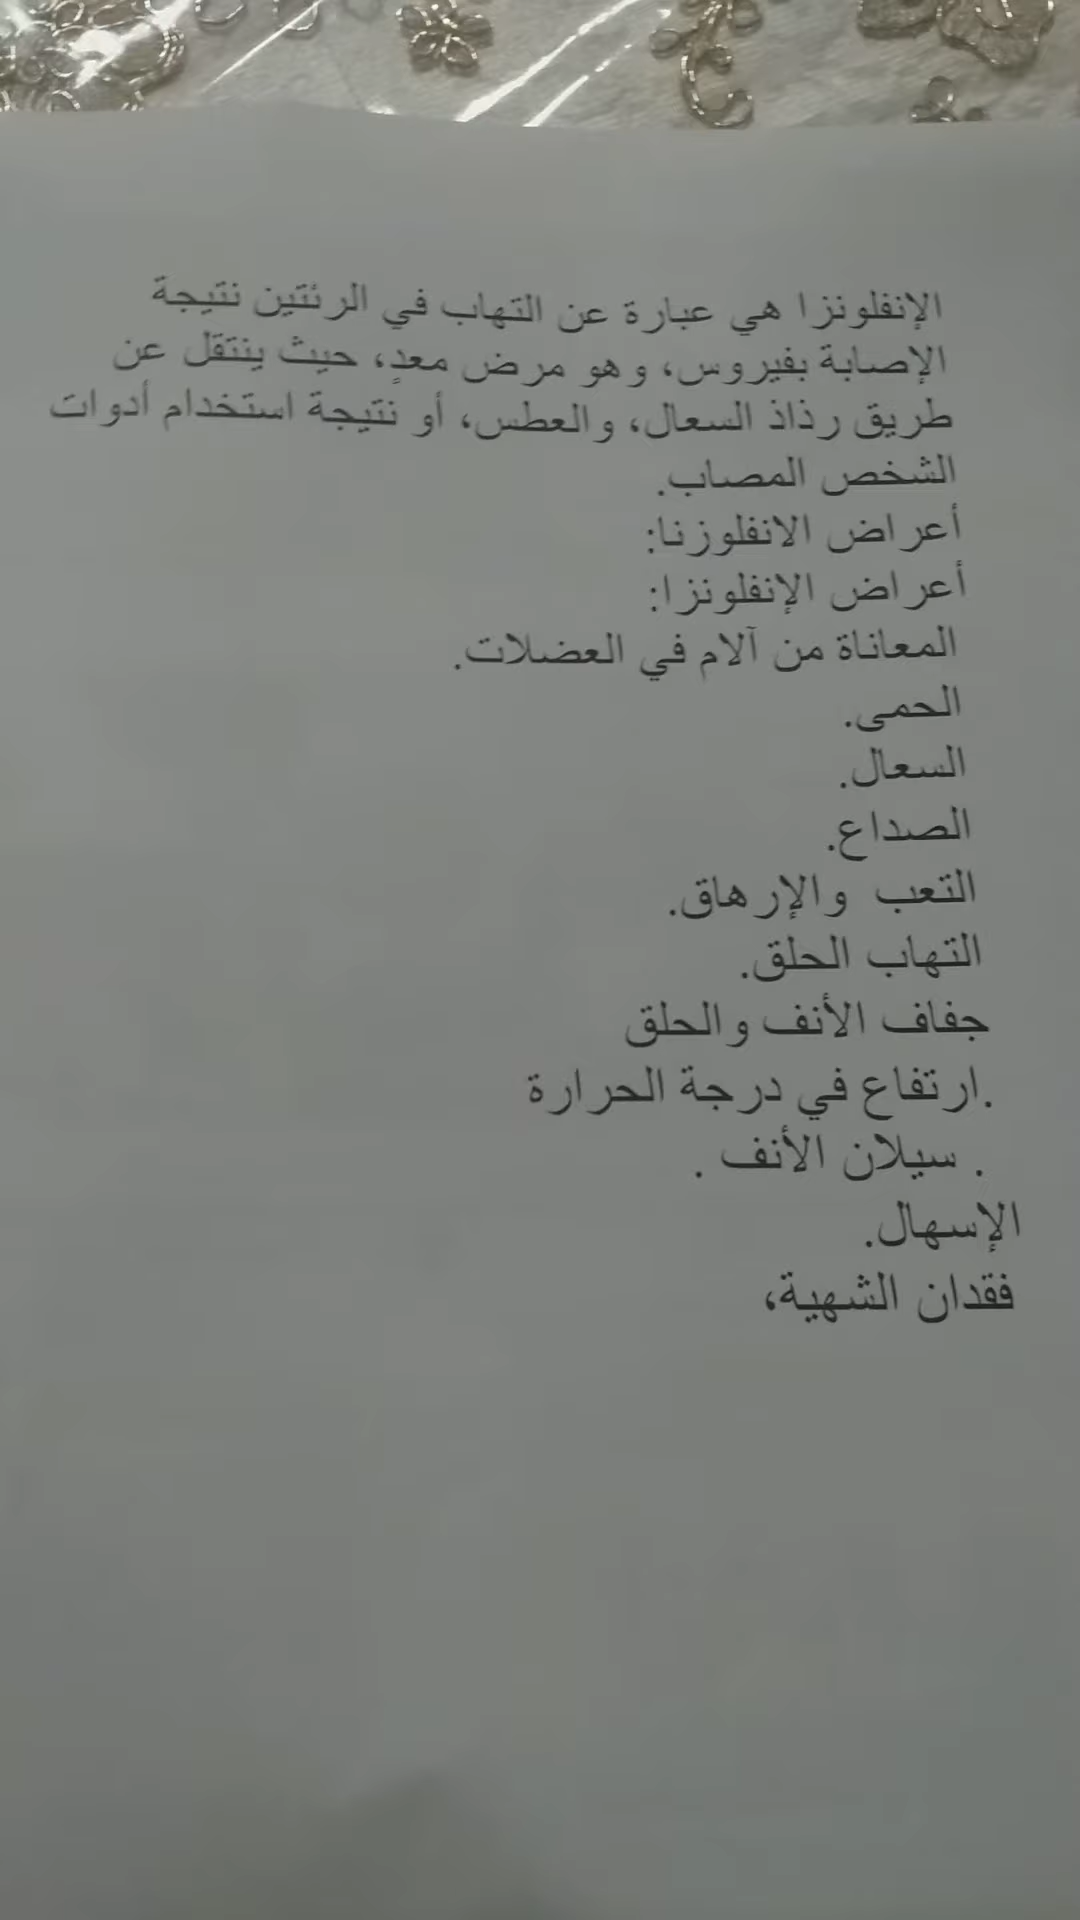 الإنفلونزا هي عبارة عن التهاب في الرئتين نتيجة
الإصابة بفيروس، وهو مرض معدٍ، حيث ينتقل عن
طريق رذاذ السعال، والعطس، أو نتيجة استخدام أدوات
الشخص المصاب.
أعراض الانفلوزنا:
أعراض الإنفلونزا:
المعاناة من آلام في العضلات.
الحمى.
السعال.
الصداع.
التعب والإرهاق.
التهاب الحلق.
جفاف الأنف والحلق
.ارتفاع في درجة الحرارة
. سيلان الأنف .
الإسهال.
فقدان الشهية،